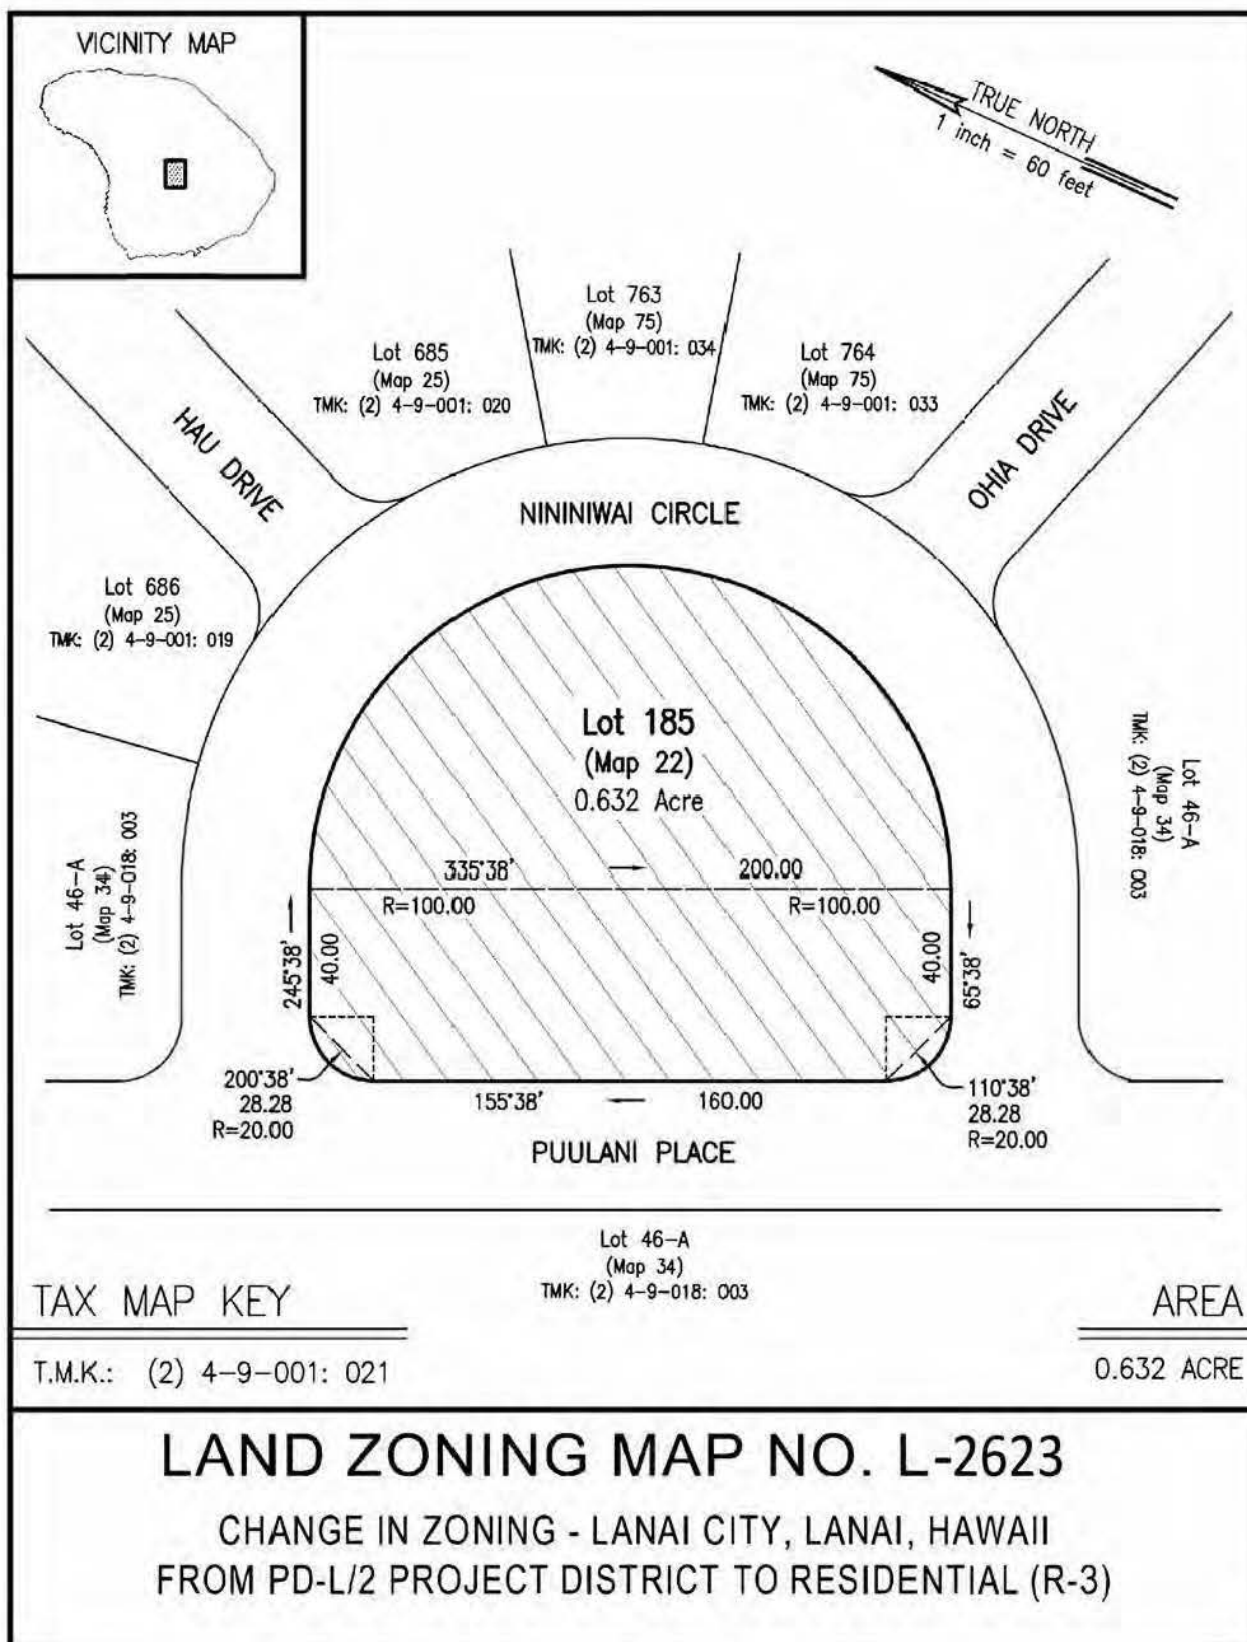 VICINITY MAP
TRUE NORTH
1 inch = 60 feet
Lot 763
(Map 75)
TMK: (2) 4-9-001: 034
Lot 685
(Map 25)
TMK: (2) 4-9-001: 020
Lot 764
(Map 75)
TMK: (2) 4-9-001: 033
HAU DRIVE
OHIA DRIVE
NININIWAI CIRCLE
Lot 686
(Map 25)
TMK: (2) 4-9-001: 019
Lot 185
(Map 22)
0.632 Acre
Lot 46-A
(Map 34)
TMK: (2) 4-9-018: 003
Lot 46-A
(Map 34)
TMK: (2) 4-9-018: 003
335°38'
200.00
R=100.00
R=100.00
245°38'
40.00
40.00
65°38'
200°38'
28.28
R=20.00
155°38'
160.00
110°38'
28.28
R=20.00
PUULANI PLACE
Lot 46-A
(Map 34)
TMK: (2) 4-9-018: 003
TAX MAP KEY
AREA
T.M.K.: (2) 4-9-001: 021
0.632 ACRE
LAND ZONING MAP NO. L-2623
CHANGE IN ZONING - LANAI CITY, LANAI, HAWAII
FROM PD-L/2 PROJECT DISTRICT TO RESIDENTIAL (R-3)